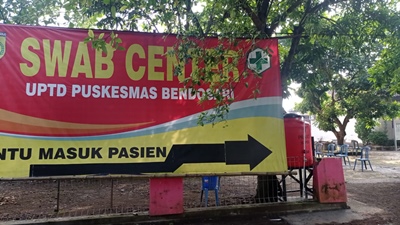 SWAB CENTER
UPTD PUSKESMAS BENDOSARI
NTU MASUK PASIEN